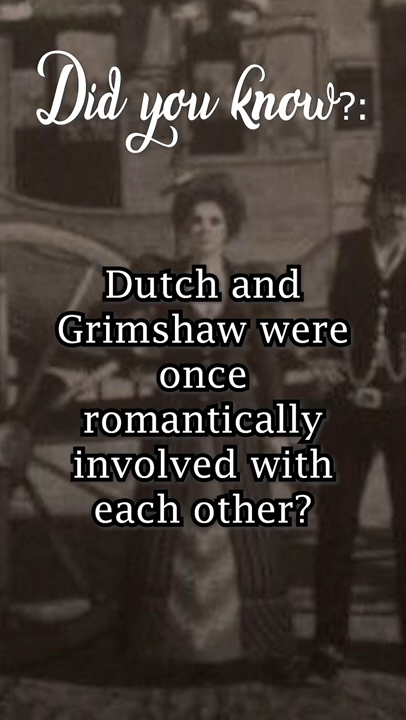 Did you know?:
Dutch and
Grimshaw were
once
romantically
involved with
each other?